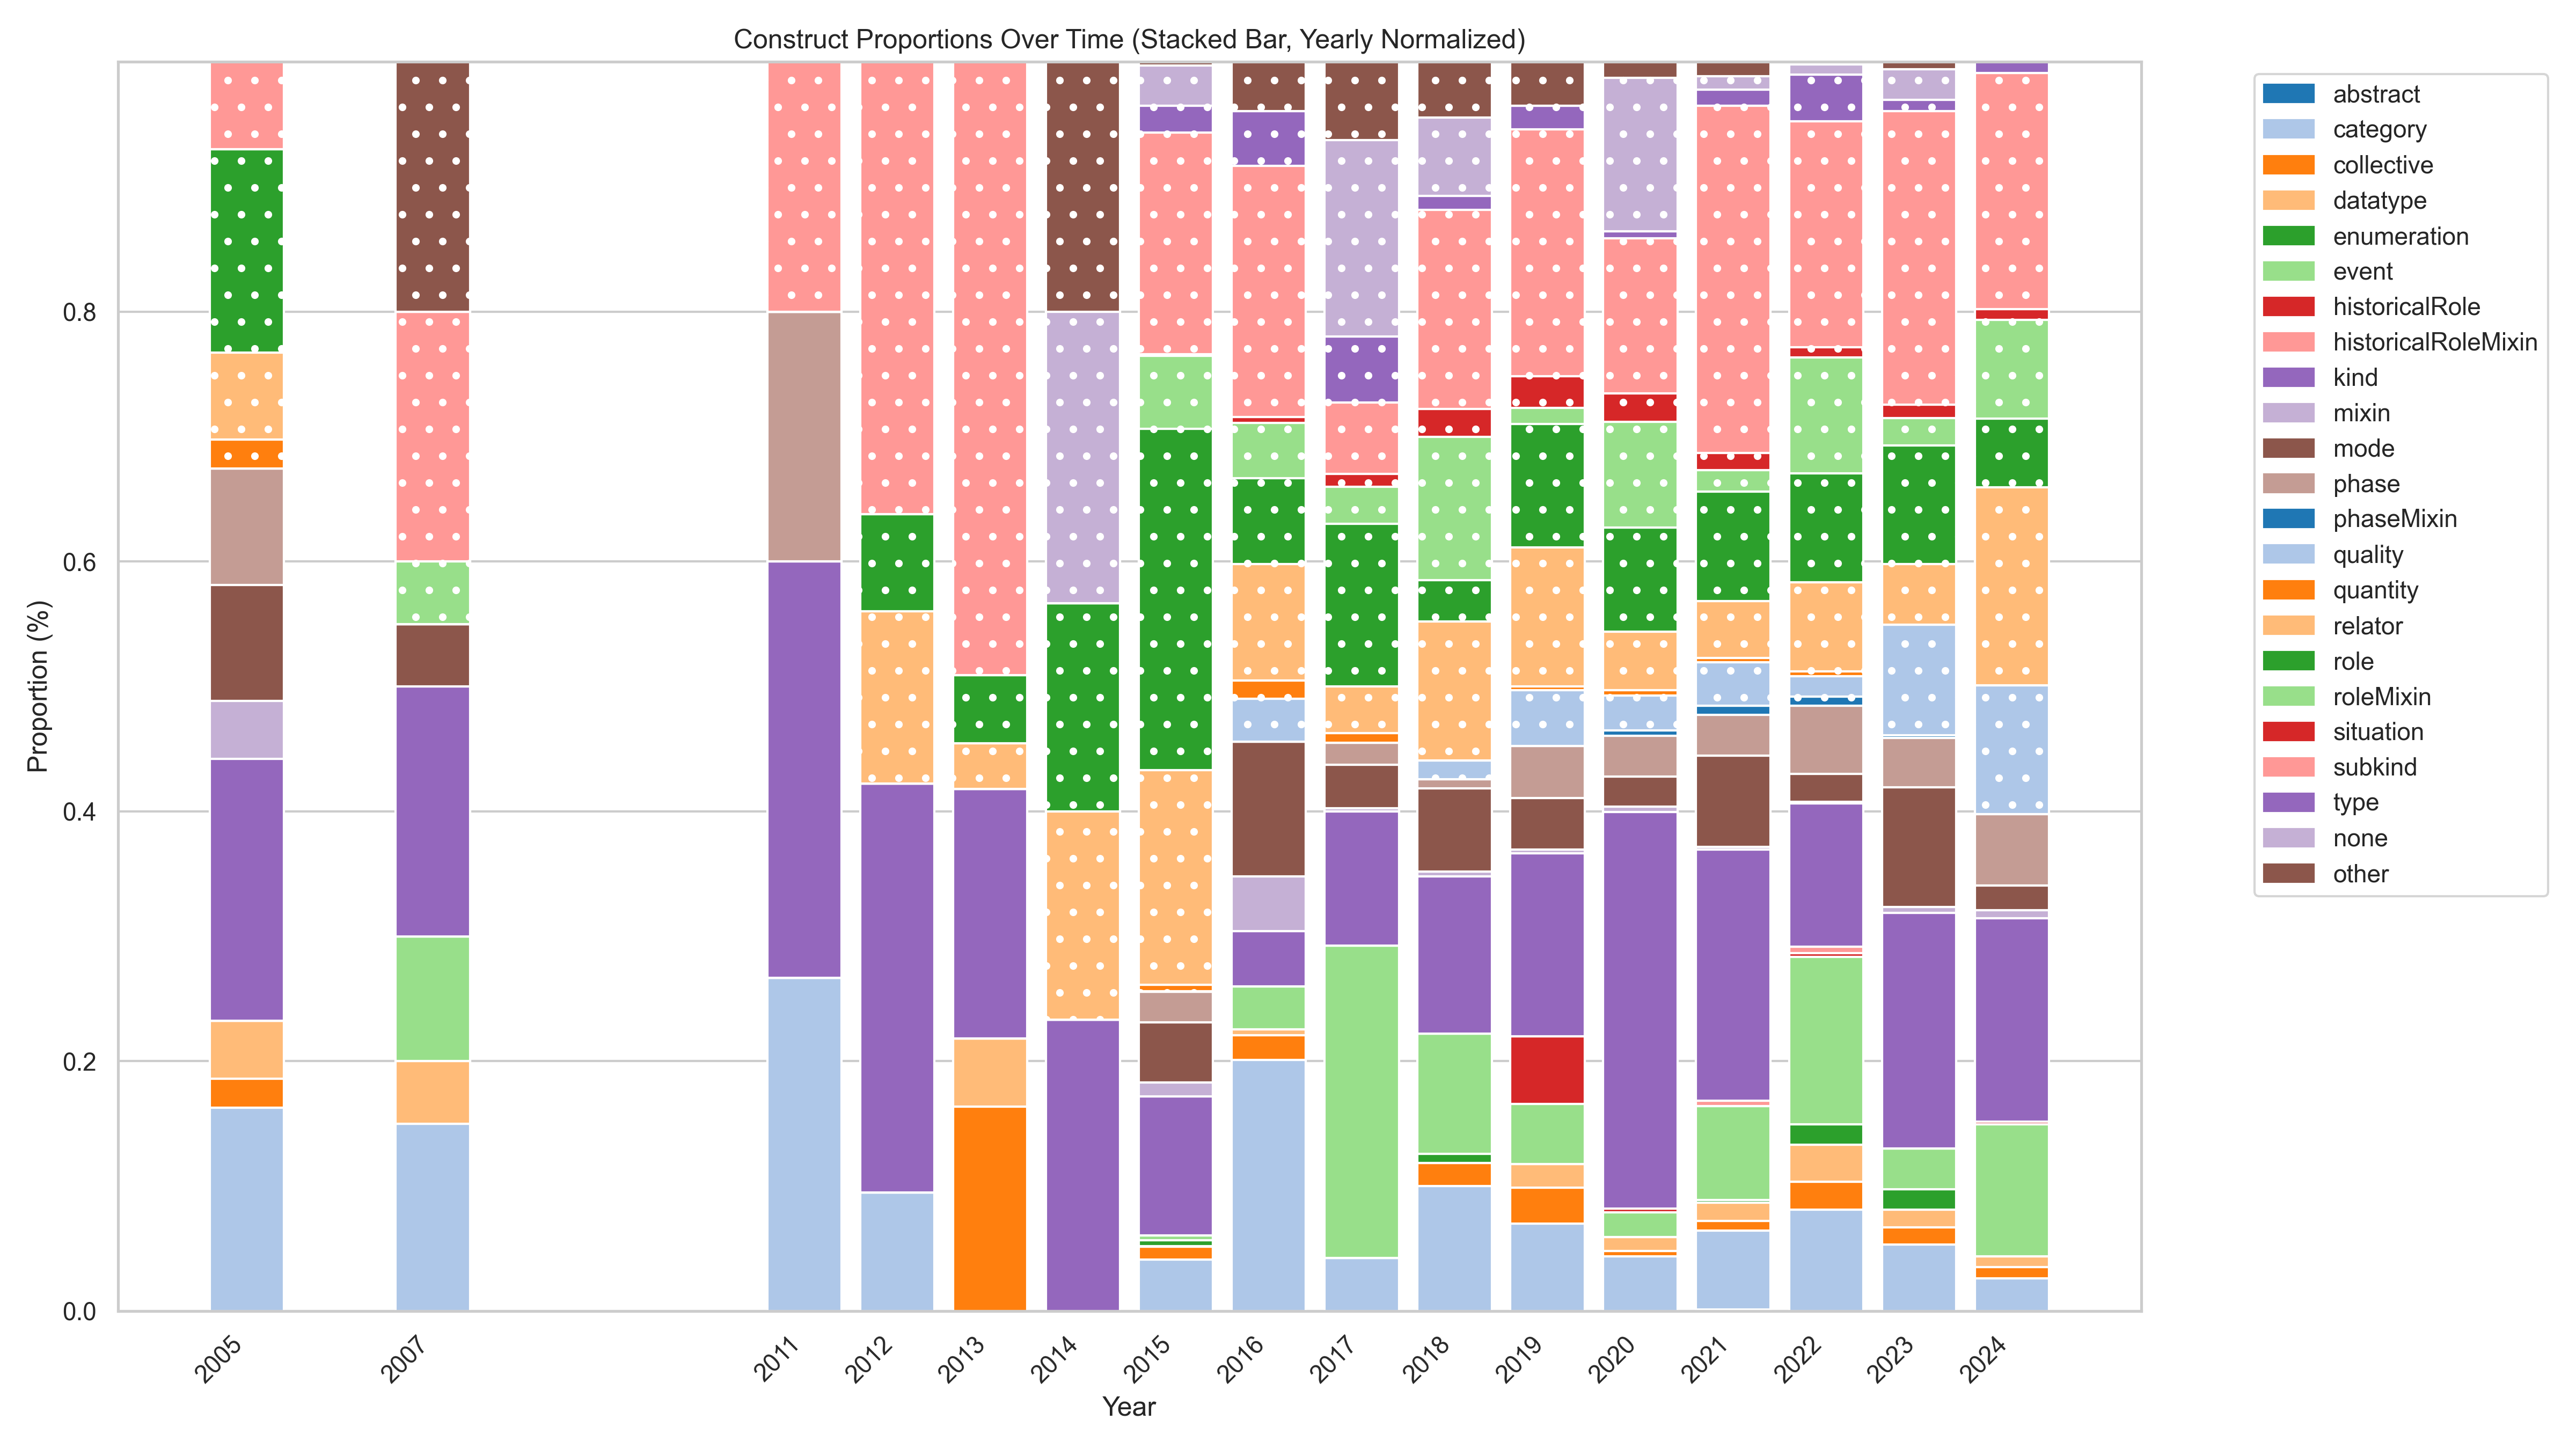 Construct Proportions Over Time (Stacked Bar, Yearly Normalized)
Proportion (%)
0.8
0.6
0.4
0.2
0.0
2005
2007
2011
2012
2013
2014
2015
2016
2017
2018
2019
2020
2021
2022
2023
2024
Year
abstract
category
collective
datatype
enumeration
event
historicalRole
historicalRoleMixin
kind
mixin
mode
phase
phaseMixin
quality
quantity
relator
role
roleMixin
situation
subkind
type
none
other